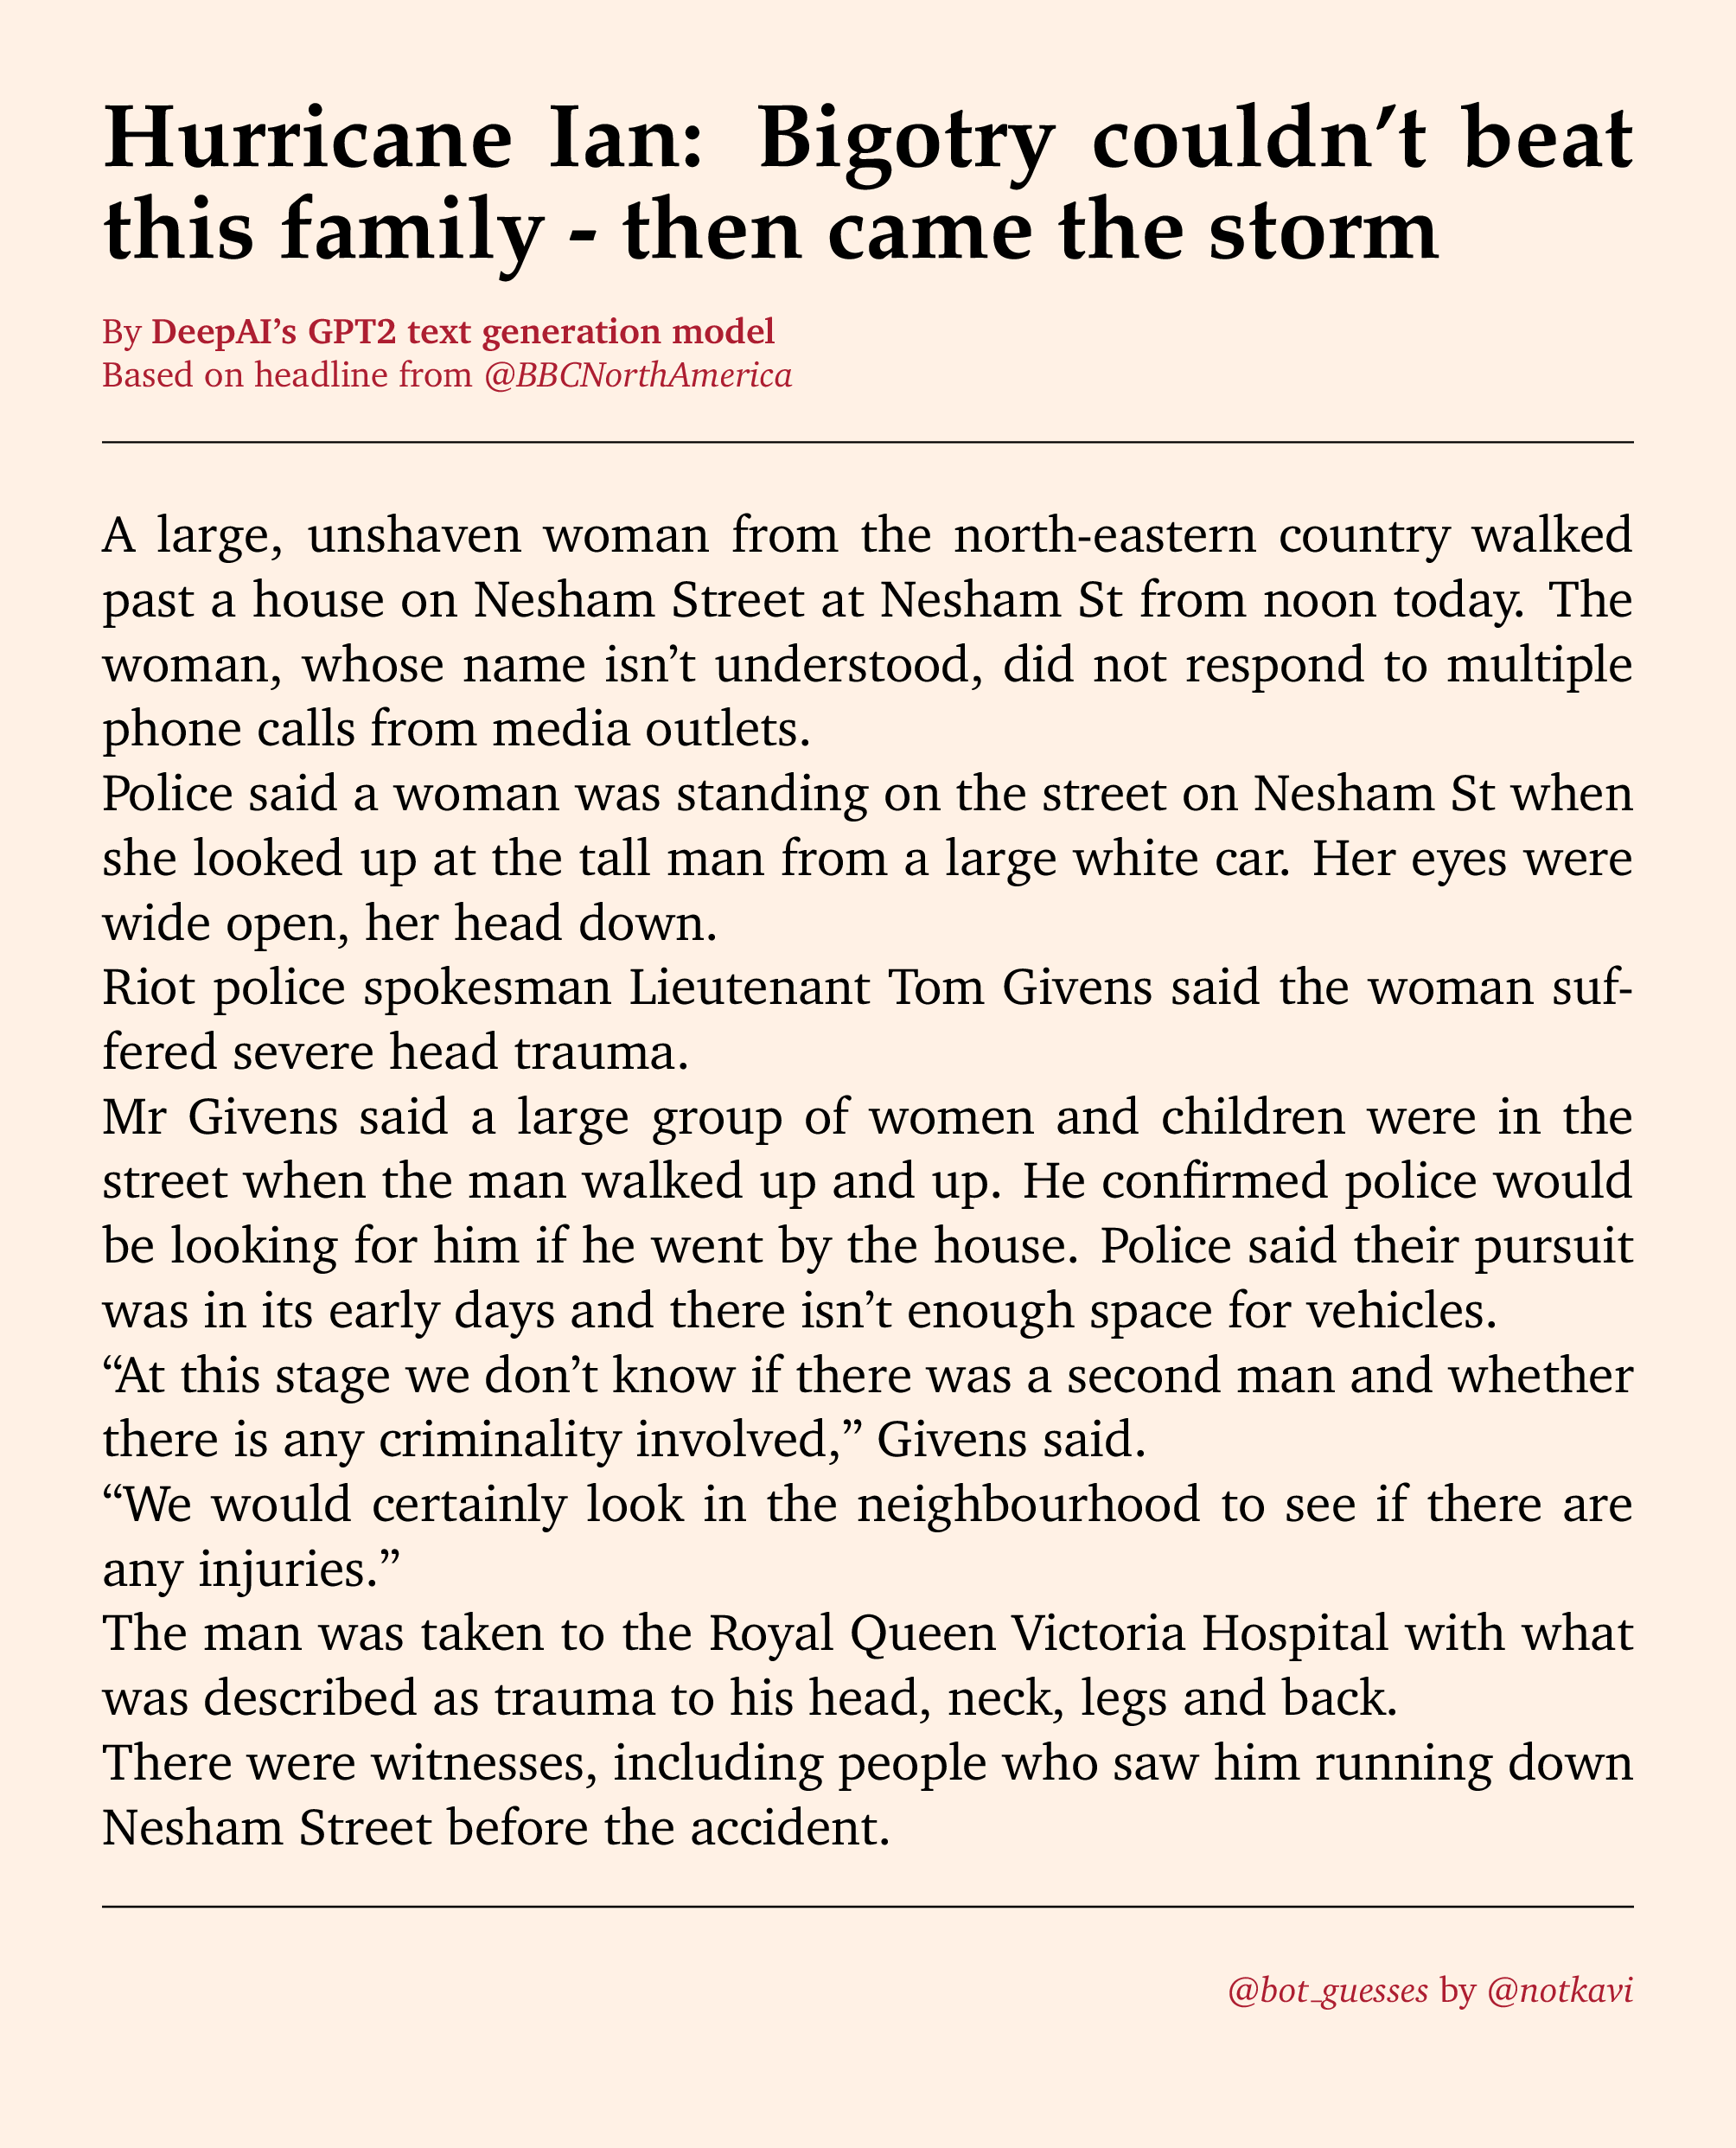 Hurricane Ian: Bigotry couldn’t beat
this family - then came the storm
By DeepAI’s GPT2 text generation model
Based on headline from @BBCNorthAmerica
A large, unshaven woman from the north-eastern country walked
past a house on Nesham Street at Nesham St from noon today. The
woman, whose name isn’t understood, did not respond to multiple
phone calls from media outlets.
Police said a woman was standing on the street on Nesham St when
she looked up at the tall man from a large white car. Her eyes were
wide open, her head down.
Riot police spokesman Lieutenant Tom Givens said the woman suf-
fered severe head trauma.
Mr Givens said a large group of women and children were in the
street when the man walked up and up. He confirmed police would
be looking for him if he went by the house. Police said their pursuit
was in its early days and there isn’t enough space for vehicles.
“At this stage we don’t know if there was a second man and whether
there is any criminality involved,” Givens said.
“We would certainly look in the neighbourhood to see if there are
any injuries.”
The man was taken to the Royal Queen Victoria Hospital with what
was described as trauma to his head, neck, legs and back.
There were witnesses, including people who saw him running down
Nesham Street before the accident.
@bot_guesses by @notkavi